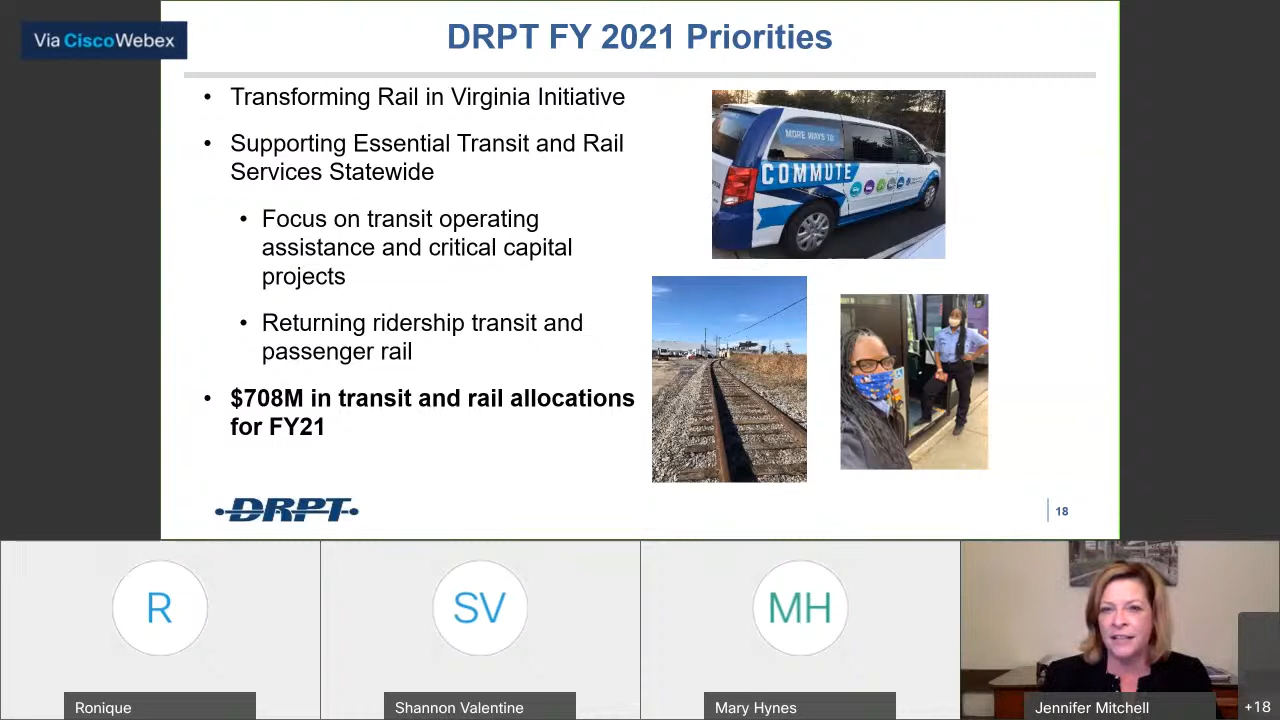 Via Cisco Webex
DRPT FY 2021 Priorities
• Transforming Rail in Virginia Initiative
• Supporting Essential Transit and Rail
Services Statewide
• Focus on transit operating
assistance and critical capital
projects
• Returning ridership transit and
passenger rail
• $708M in transit and rail allocations
for FY21
MORE WAYS TO
COMMUTE
DRPT
18
R
SV
MH
Ronique
Shannon Valentine
Mary Hynes
Jennifer Mitchell
+18